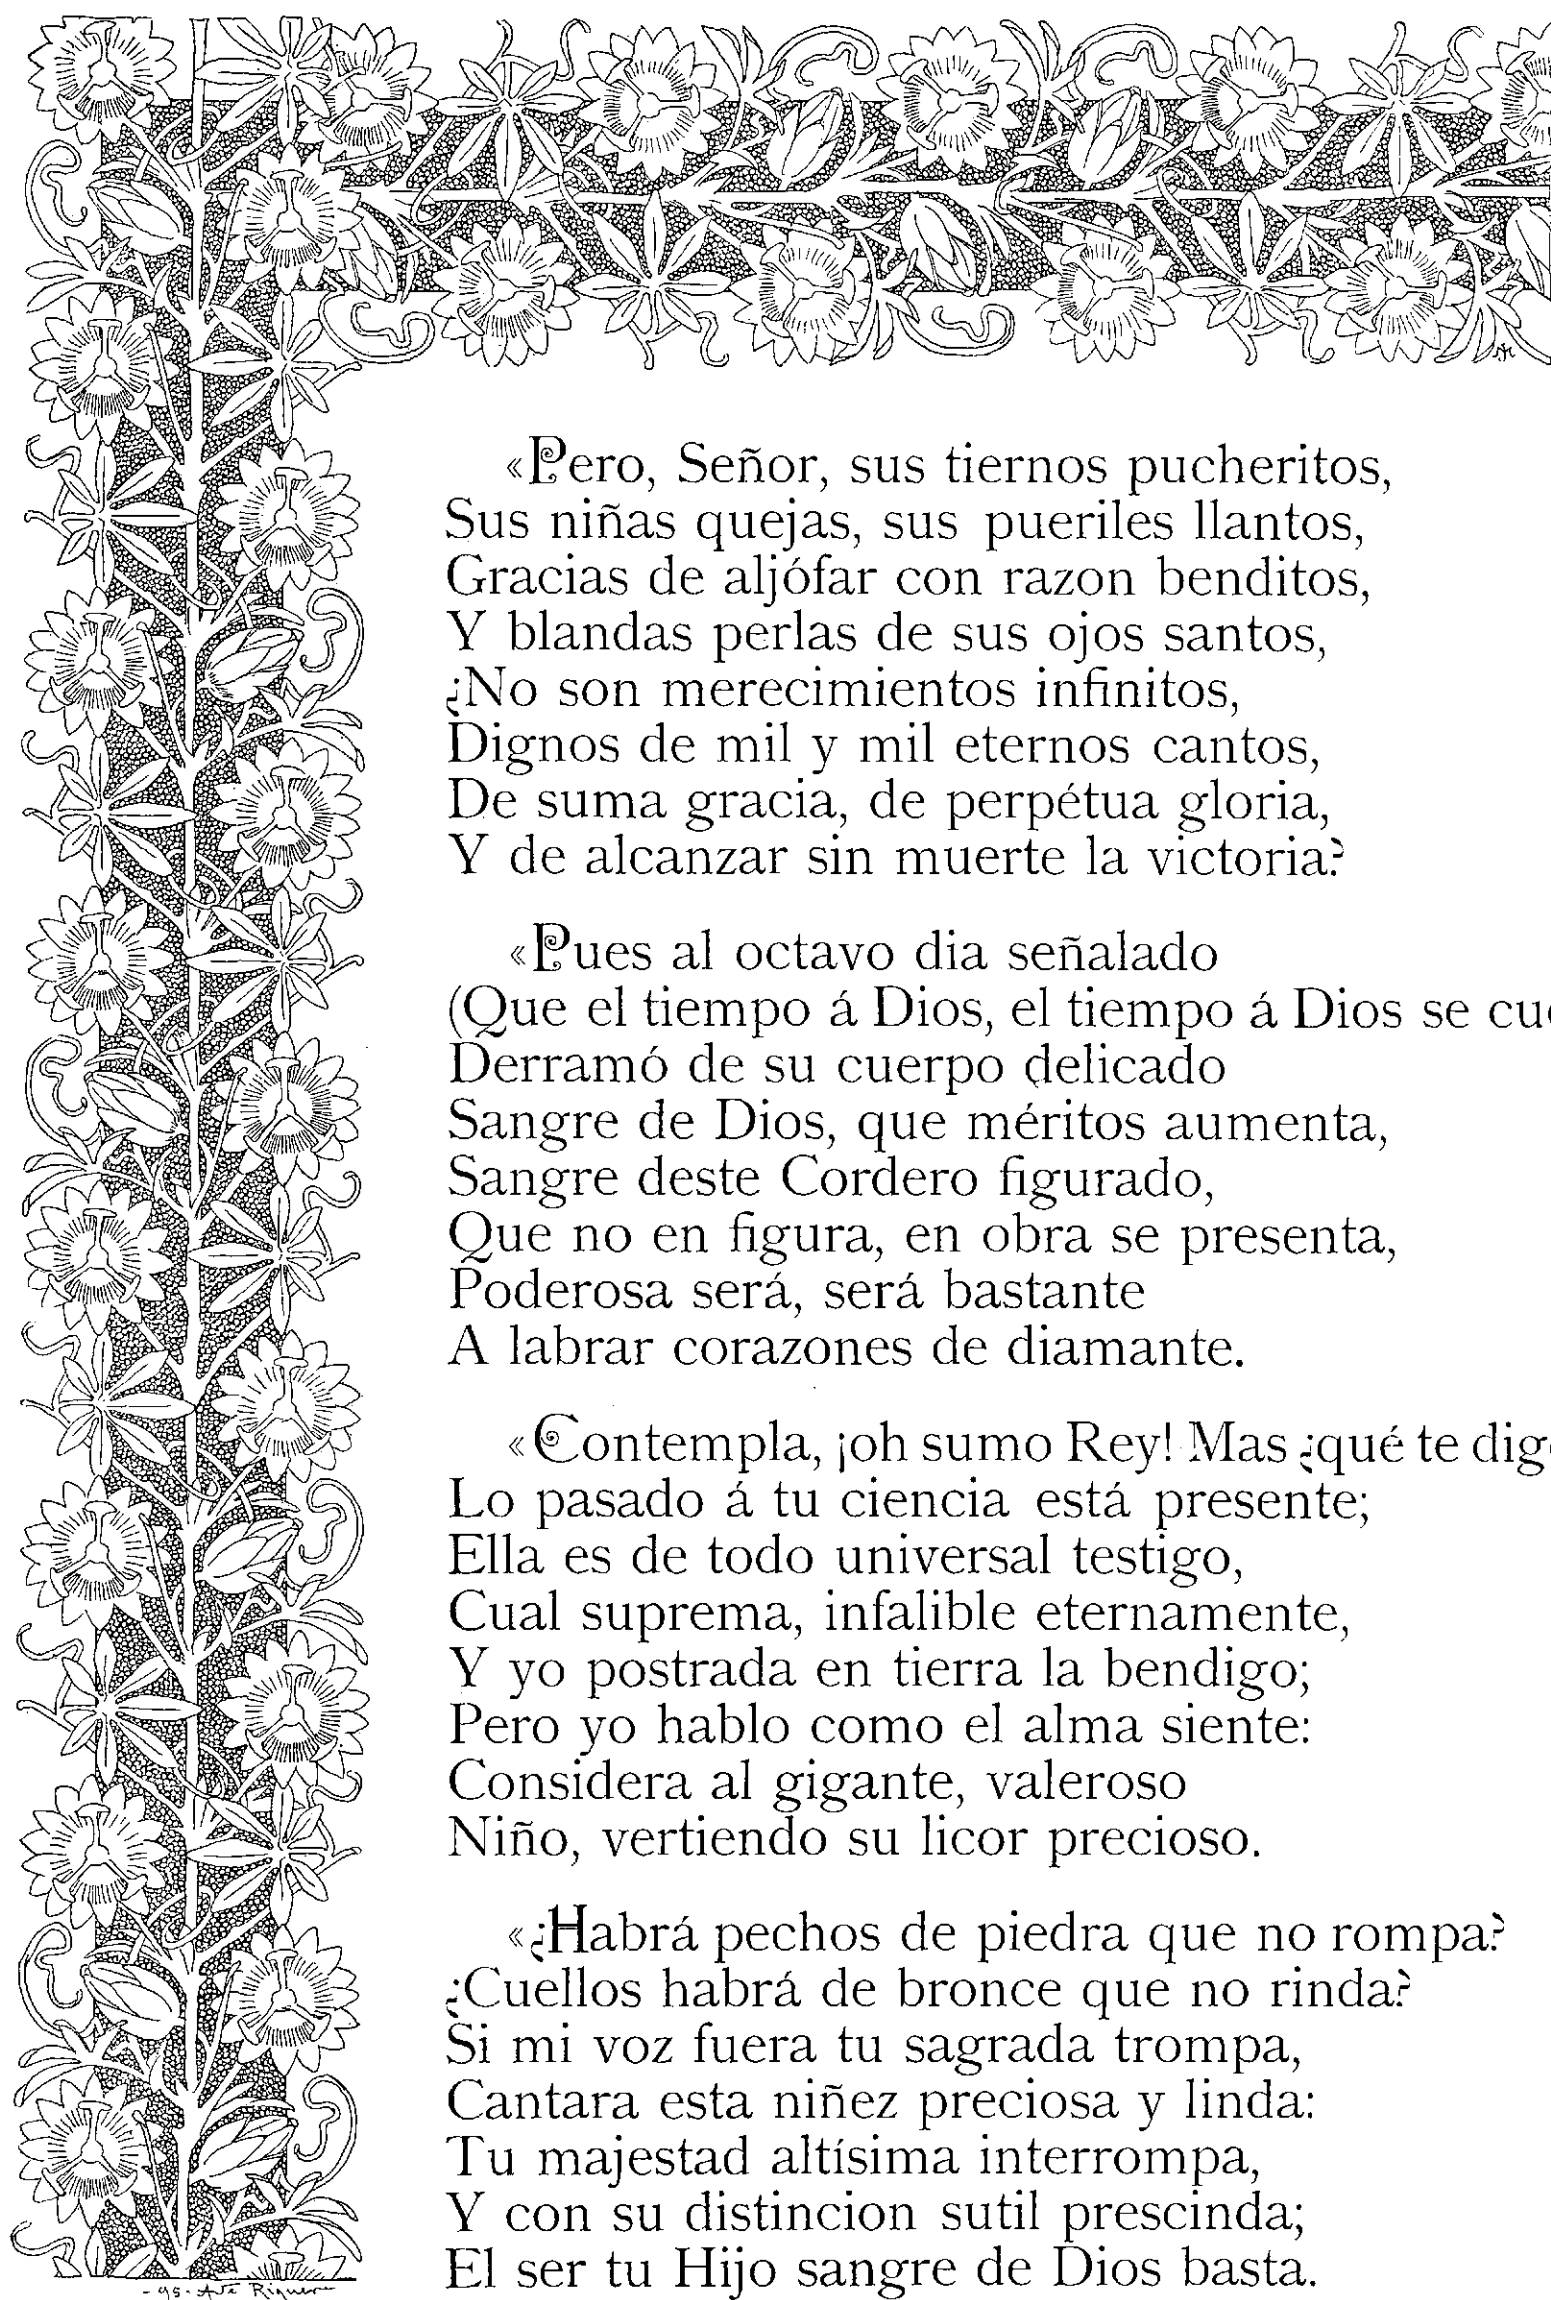 «Pero, Señor, sus tiernos pucheritos,
Sus niñas quejas, sus pueriles llantos,
Gracias de aljófar con razon benditos,
Y blandas perlas de sus ojos santos,
¿No son merecimientos infinitos,
Dignos de mil y mil eternos cantos,
De suma gracia, de perpétua gloria,
Y de alcanzar sin muerte la victoria?
«Pues al octavo dia señalado
(Que el tiempo á Dios, el tiempo á Dios se
Derramó de su cuerpo delicado
Sangre de Dios, que méritos aumenta,
Sangre deste Cordero figurado,
Que no en figura, en obra se presenta,
Poderosa será, será bastante
A labrar corazones de diamante.
«Contempla, ¡oh sumo Rey! Mas ¿qué te
Lo pasado á tu ciencia está presente;
Ella es de todo universal testigo,
Cual suprema, infalible eternamente,
Y yo postrada en tierra la bendigo;
Pero yo hablo como el alma siente:
Considera al gigante, valeroso
Niño, vertiendo su licor precioso.
«¿Habrá pechos de piedra que no rompa?
¿Cuellos habrá de bronce que no rinda?
Si mi voz fuera tu sagrada trompa,
Cantara esta niñez preciosa y linda:
Tu majestad altísima interrompa,
Y con su distincion sutil prescinda;
El ser tu Hijo sangre de Dios basta.
- 95 - A de Riquer